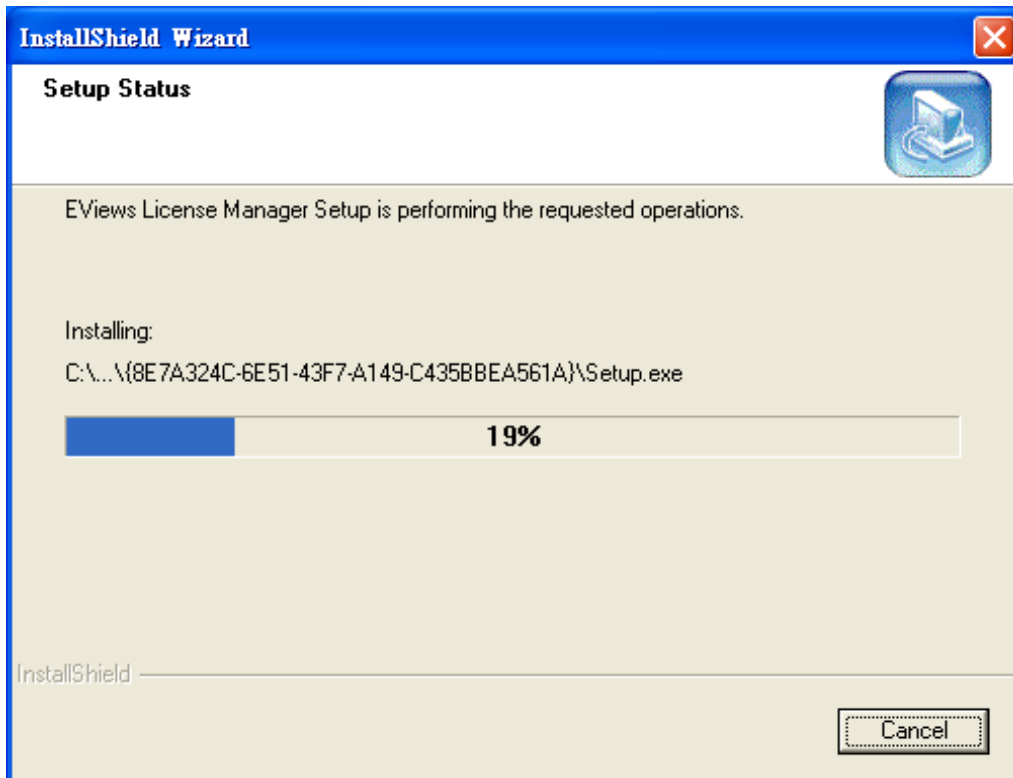 InstallShield Wizard
Setup Status
EViews License Manager Setup is performing the requested operations.
Installing:
C:\...\{8E7A324C-6E51-43F7-A149-C435BBEA561A}\Setup.exe
19%
InstallShield
Cancel